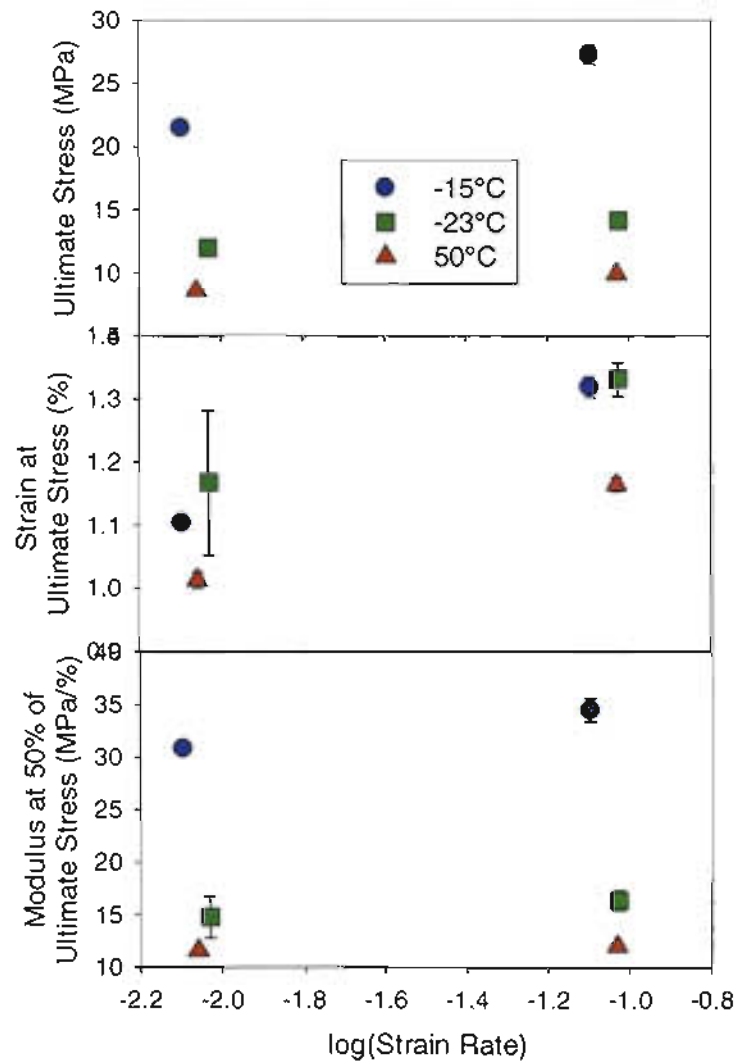 30
25
20
15
10
Ultimate Stress (MPa)
-15°C
-23°C
50°C
1.3
1.2
1.1
1.0
Strain at
Ultimate Stress (%)
35
30
25
20
15
10
Modulus at 50% of
Ultimate Stress (MPa/%)
-2.2 -2.0 -1.8 -1.6 -1.4 -1.2 -1.0 -0.8
log(Strain Rate)